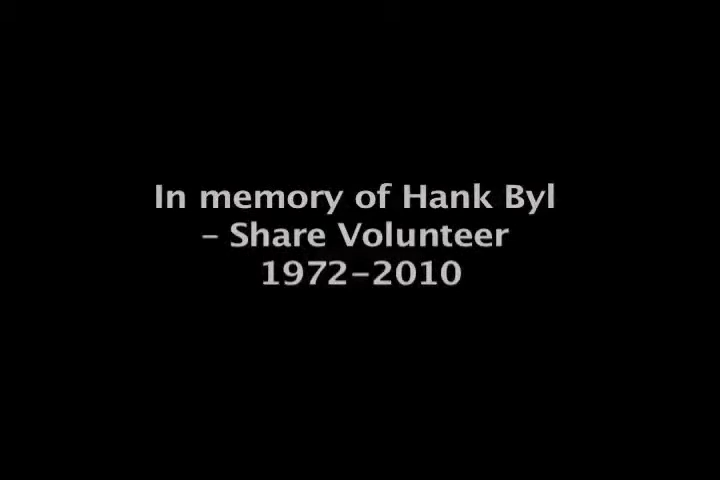 In memory of Hank Byl
– Share Volunteer
1972–2010